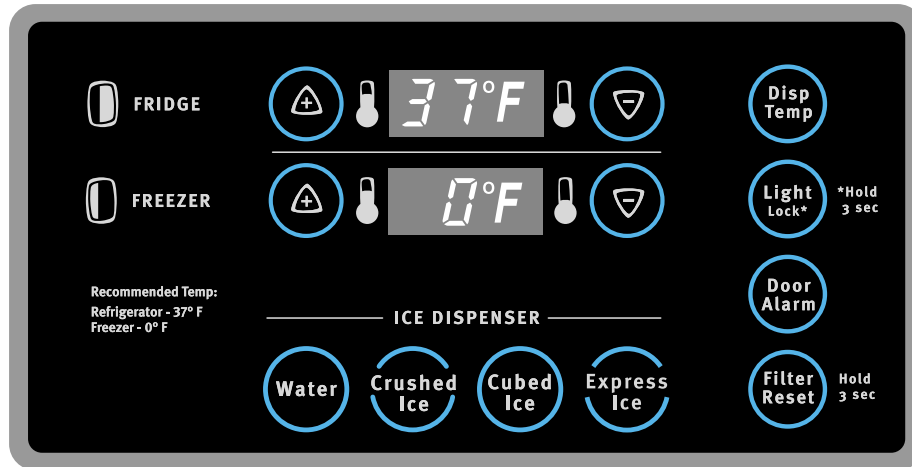 FRIDGE
+
37°F
−
Disp
Temp
FREEZER
+
0°F
−
Light
Lock*
*Hold
3 sec
Recommended Temp:
Refrigerator - 37° F
Freezer - 0° F
Door
Alarm
ICE DISPENSER
Water
Crushed
Ice
Cubed
Ice
Express
Ice
Filter
Reset
Hold
3 sec